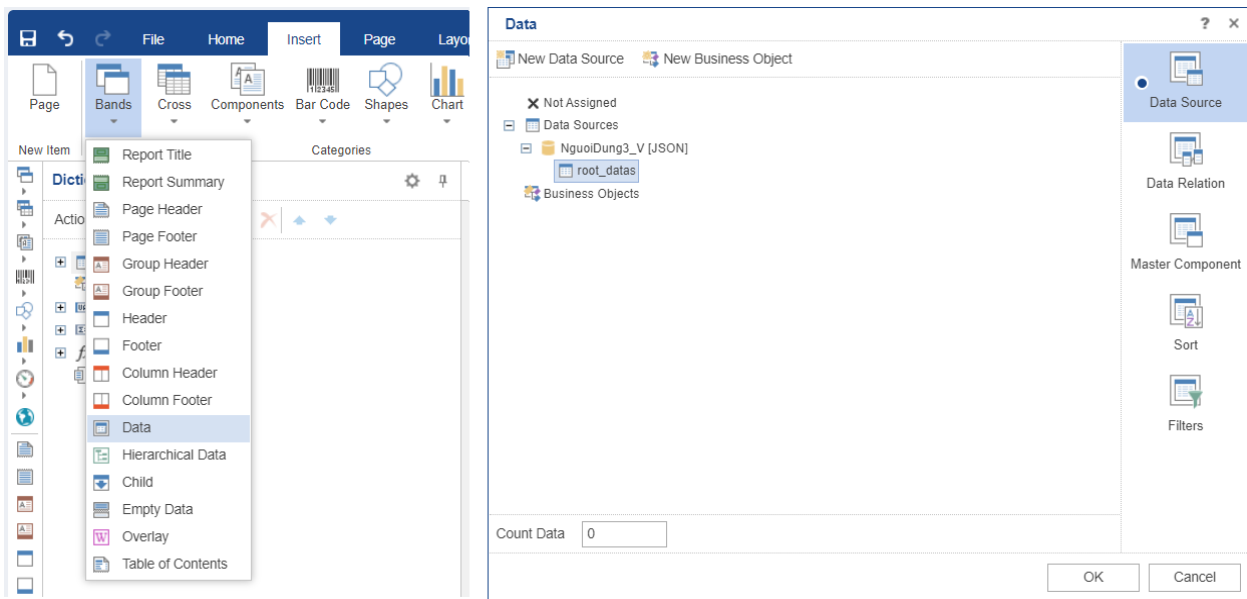 File Home Insert Page Layo
Page Bands Cross Components Bar Code Shapes Chart
New Item Categories
Dicti
Actio
Report Title
Report Summary
Page Header
Page Footer
Group Header
Group Footer
Header
Footer
Column Header
Column Footer
Data
Hierarchical Data
Child
Empty Data
Overlay
Table of Contents
Data
New Data Source New Business Object
Not Assigned
Data Sources
NguoiDung3_V [JSON]
root_datas
Business Objects
Data Source
Data Relation
Master Component
Sort
Filters
Count Data 0
OK Cancel